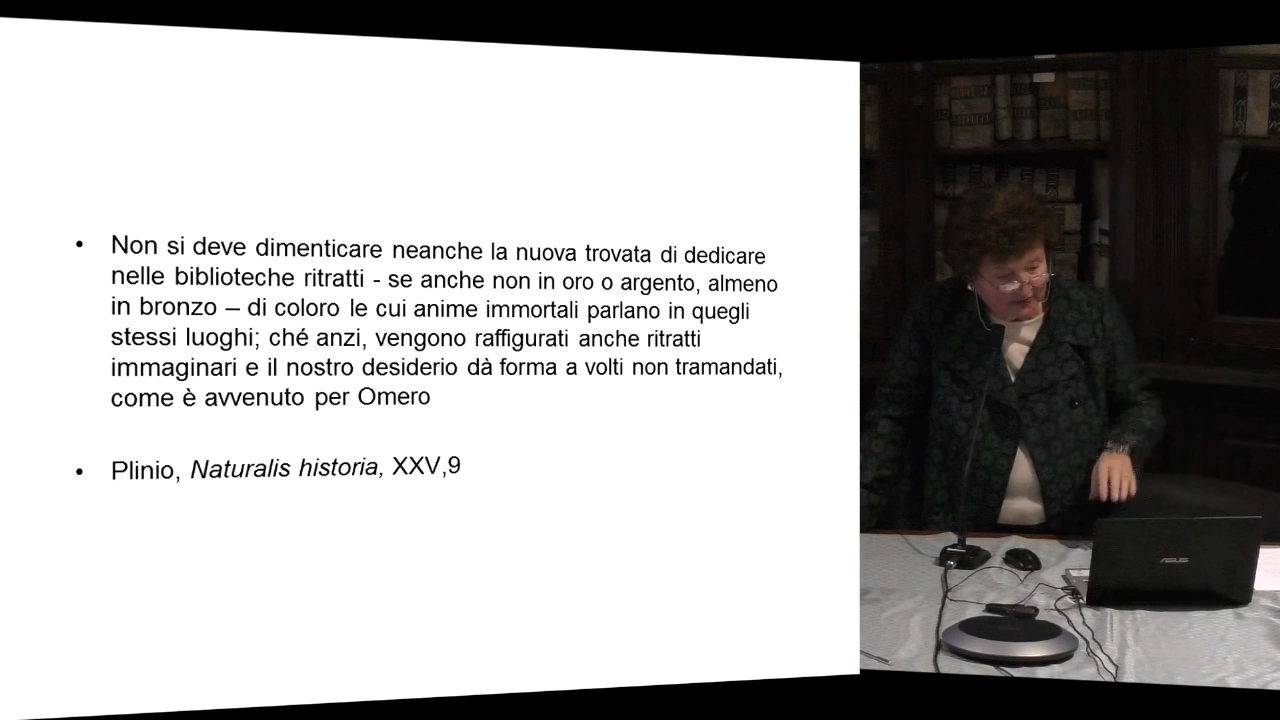 • Non si deve dimenticare neanche la nuova trovata di dedicare
nelle biblioteche ritratti - se anche non in oro o argento, almeno
in bronzo – di coloro le cui anime immortali parlano in quegli
stessi luoghi; ché anzi, vengono raffigurati anche ritratti
immaginari e il nostro desiderio dà forma a volti non tramandati,
come è avvenuto per Omero
• Plinio, Naturalis historia, XXV,9
ASUS